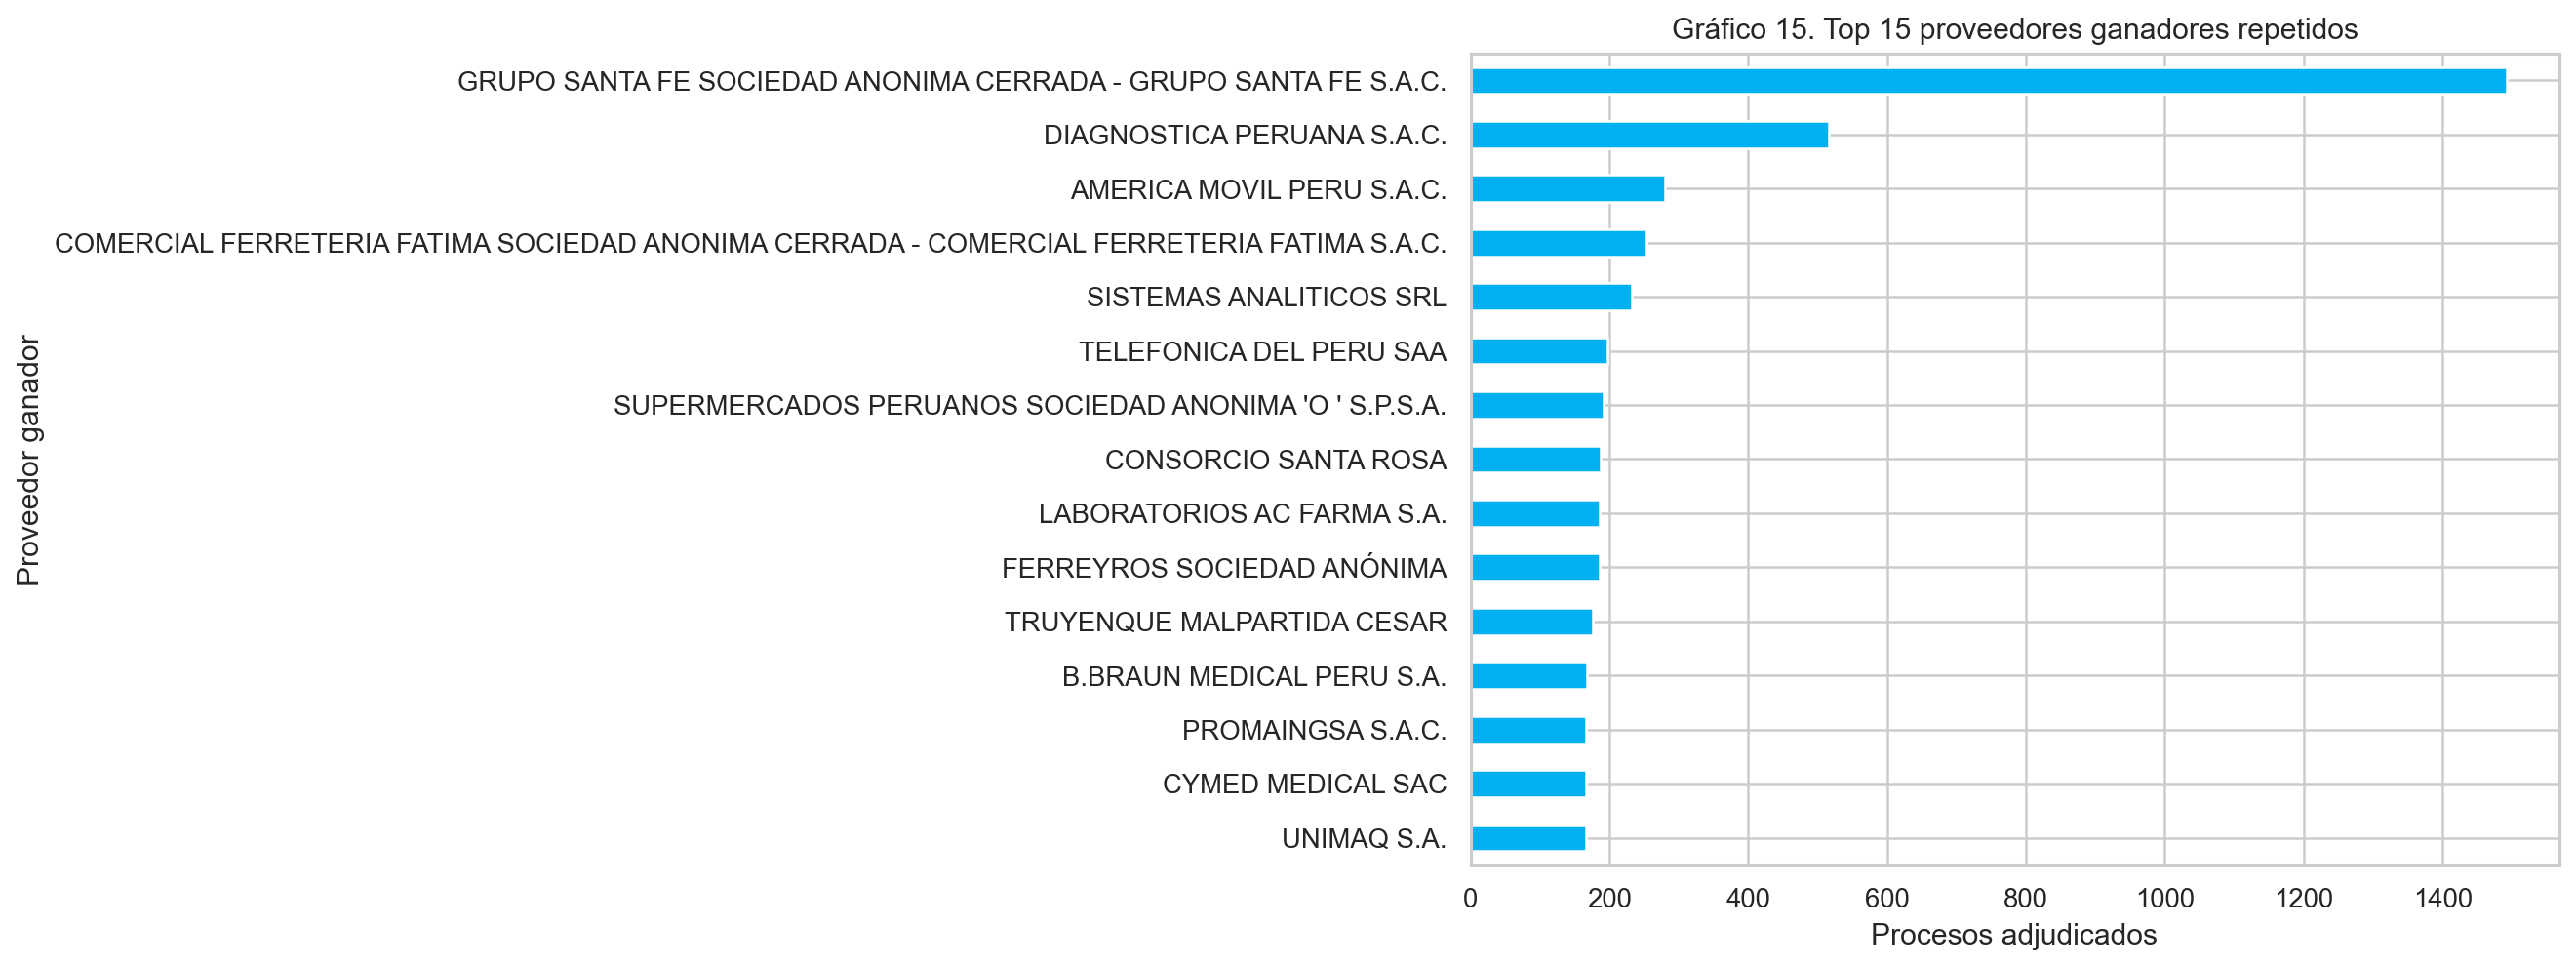 Gráfico 15. Top 15 proveedores ganadores repetidos
Proveedor ganador
GRUPO SANTA FE SOCIEDAD ANONIMA CERRADA - GRUPO SANTA FE S.A.C.
DIAGNOSTICA PERUANA S.A.C.
AMERICA MOVIL PERU S.A.C.
COMERCIAL FERRETERIA FATIMA SOCIEDAD ANONIMA CERRADA - COMERCIAL FERRETERIA FATIMA S.A.C.
SISTEMAS ANALITICOS SRL
TELEFONICA DEL PERU SAA
SUPERMERCADOS PERUANOS SOCIEDAD ANONIMA 'O ' S.P.S.A.
CONSORCIO SANTA ROSA
LABORATORIOS AC FARMA S.A.
FERREYROS SOCIEDAD ANÓNIMA
TRUYENQUE MALPARTIDA CESAR
B.BRAUN MEDICAL PERU S.A.
PROMAINGSA S.A.C.
CYMED MEDICAL SAC
UNIMAQ S.A.
0 200 400 600 800 1000 1200 1400
Procesos adjudicados